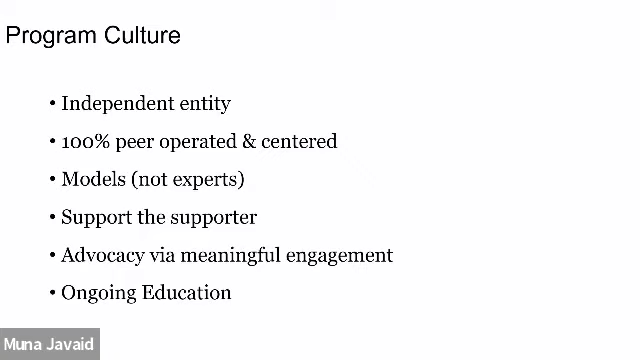 Program Culture
• Independent entity
• 100% peer operated & centered
• Models (not experts)
• Support the supporter
• Advocacy via meaningful engagement
• Ongoing Education
Muna Javaid